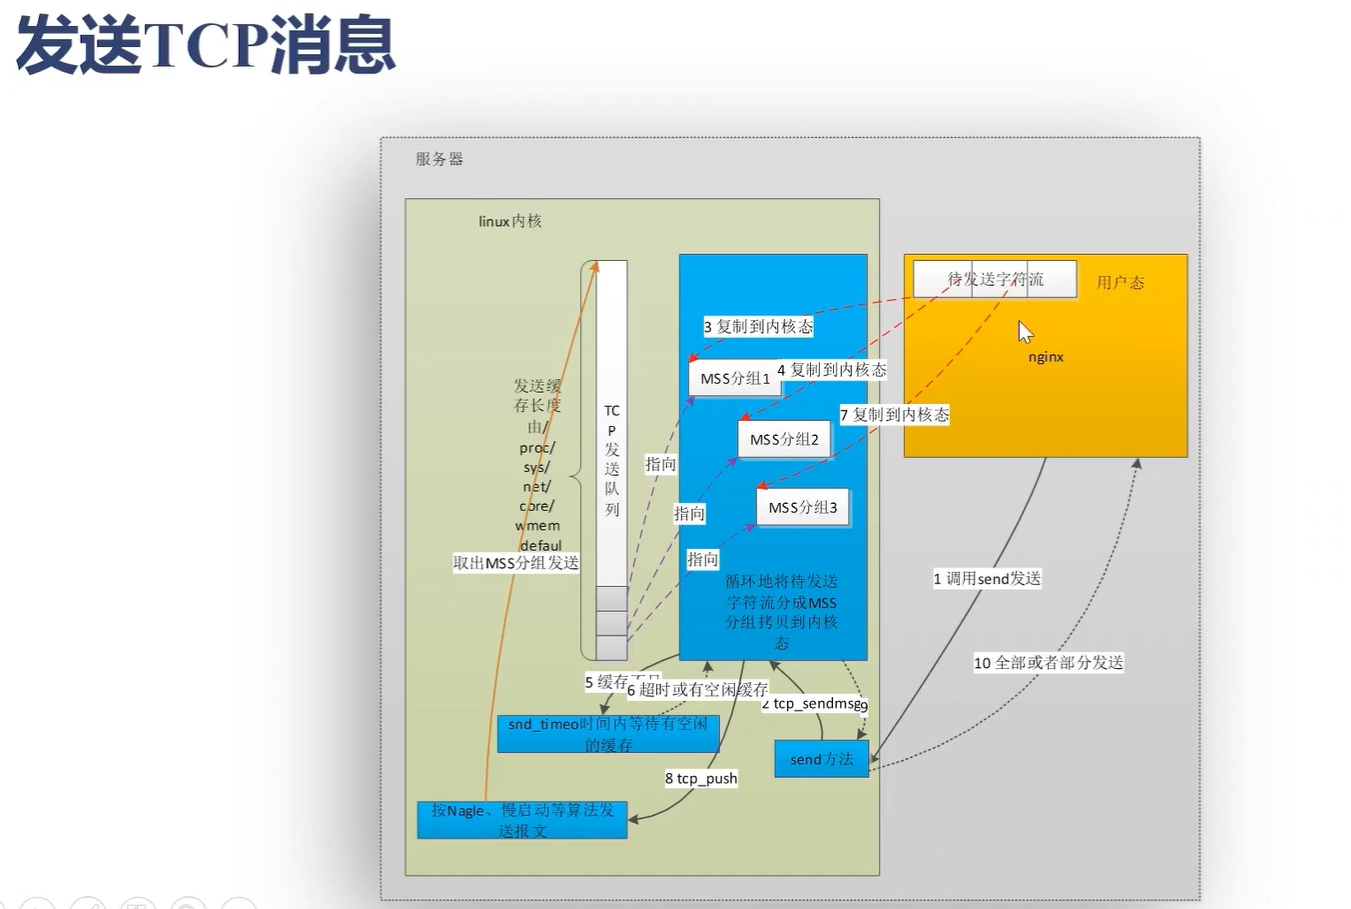 发送TCP消息
服务器
linux内核
待发送字符流
用户态
nginx
3 复制到内核态
MSS分组1
4 复制到内核态
7 复制到内核态
MSS分组2
MSS分组3
发送缓
存长度
由/
proc/
sys/
net/
core/
wmem
defaul
TC
P
发
送
队
列
指向
指向
指向
取出MSS分组发送
循环地将待发送
字符流分成MSS
分组拷贝到内核
态
1 调用send发送
10 全部或者部分发送
5 缓存不足
6 超时或有空闲缓存
2 tcp_sendmsg
9
snd_timeo时间内等待有空闲
的缓存
send方法
8 tcp_push
按Nagle、慢启动等算法发
送报文